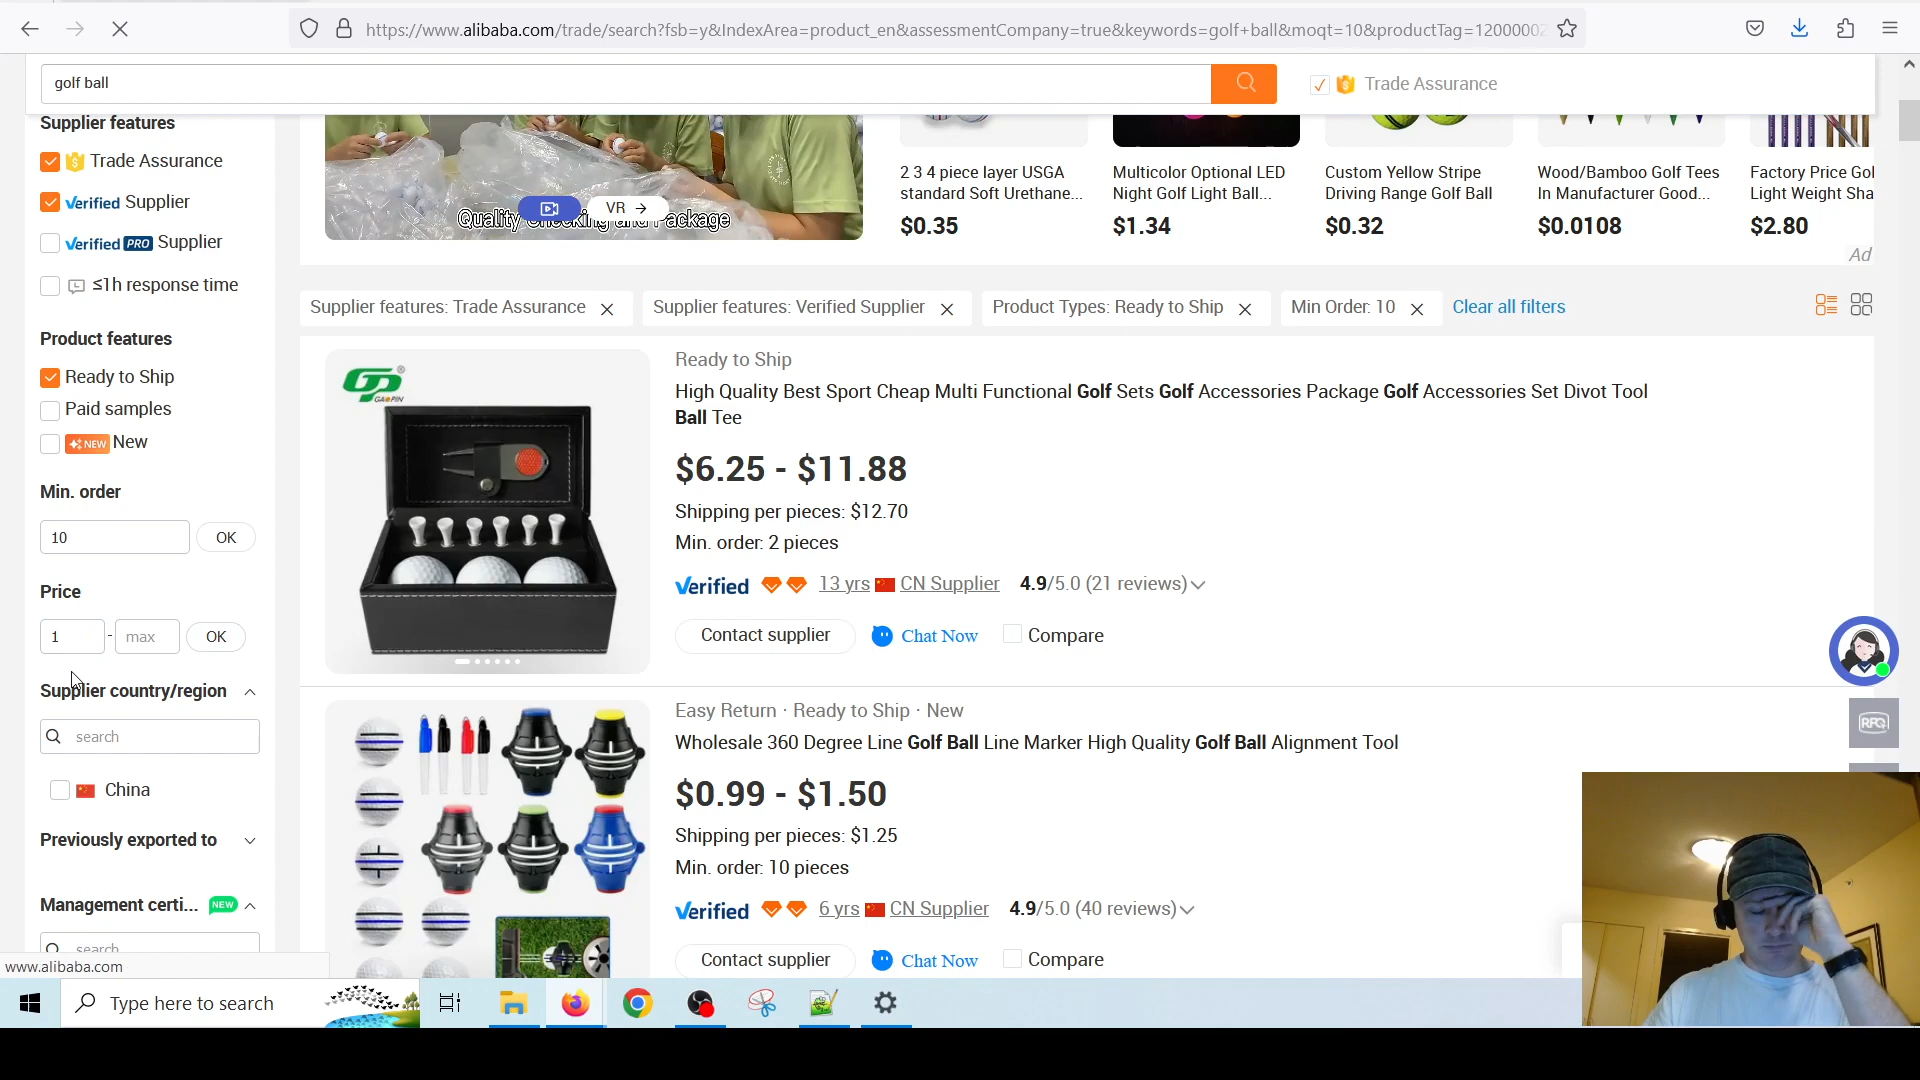 https://www.alibaba.com/trade/search?fsb=y&IndexArea=product_en&assessmentCompany=true&keywords=golf+ball&moqt=10&productTag=1200000
golf ball
Trade Assurance
Supplier features
Trade Assurance
Verified Supplier
Verified PRO Supplier
≤1h response time
Product features
Ready to Ship
Paid samples
NEW New
Min. order
10
OK
Price
1
-
max
OK
Supplier country/region
search
China
Previously exported to
Management certi... NEW
search
www.alibaba.com
VR →
Quality Checking and Package
2 3 4 piece layer USGA
standard Soft Urethane...
$0.35
Multicolor Optional LED
Night Golf Light Ball...
$1.34
Custom Yellow Stripe
Driving Range Golf Ball
$0.32
Wood/Bamboo Golf Tees
In Manufacturer Good...
$0.0108
Factory Price Gol
Light Weight Sha
$2.80
Ad
Supplier features: Trade Assurance
Supplier features: Verified Supplier
Product Types: Ready to Ship
Min Order: 10
Clear all filters
GP®
GAOPIN
Ready to Ship
High Quality Best Sport Cheap Multi Functional Golf Sets Golf Accessories Package Golf Accessories Set Divot Tool
Ball Tee
$6.25 - $11.88
Shipping per pieces: $12.70
Min. order: 2 pieces
Verified 13 yrs CN Supplier 4.9/5.0 (21 reviews)
Contact supplier
Chat Now
Compare
Easy Return · Ready to Ship · New
Wholesale 360 Degree Line Golf Ball Line Marker High Quality Golf Ball Alignment Tool
$0.99 - $1.50
Shipping per pieces: $1.25
Min. order: 10 pieces
Verified 6 yrs CN Supplier 4.9/5.0 (40 reviews)
Contact supplier
Chat Now
Compare
RFQ
Type here to search